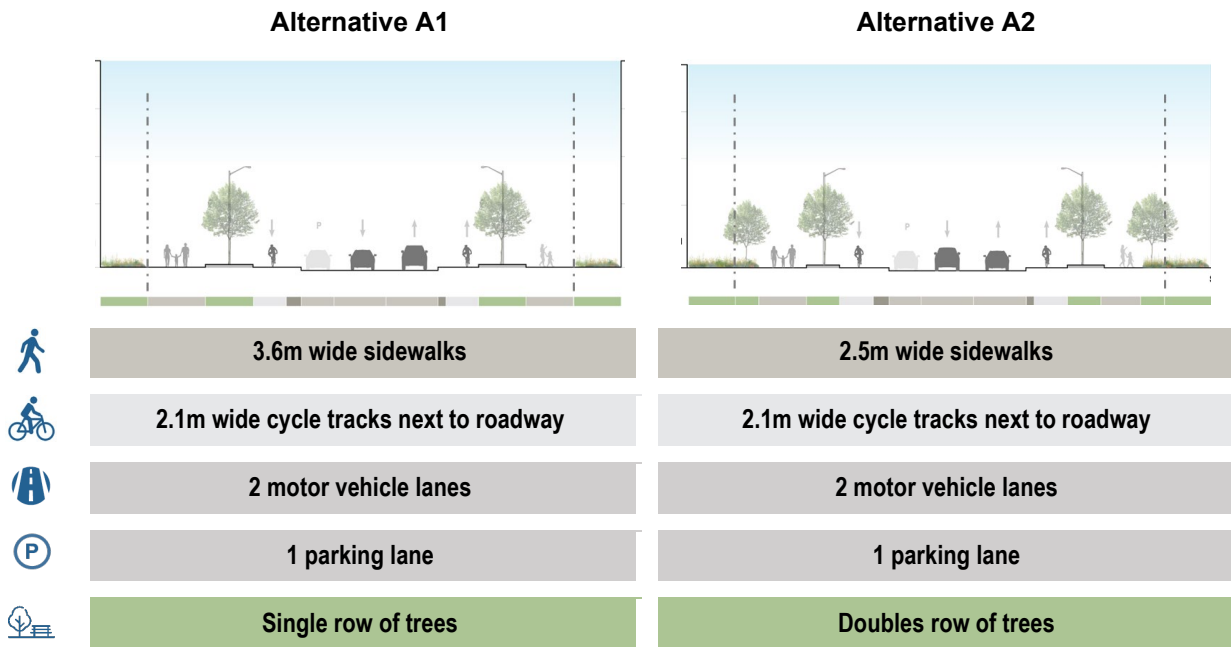 Alternative A1
Alternative A2
P
P
3.6m wide sidewalks
2.5m wide sidewalks
2.1m wide cycle tracks next to roadway
2.1m wide cycle tracks next to roadway
2 motor vehicle lanes
2 motor vehicle lanes
P
1 parking lane
1 parking lane
Single row of trees
Doubles row of trees